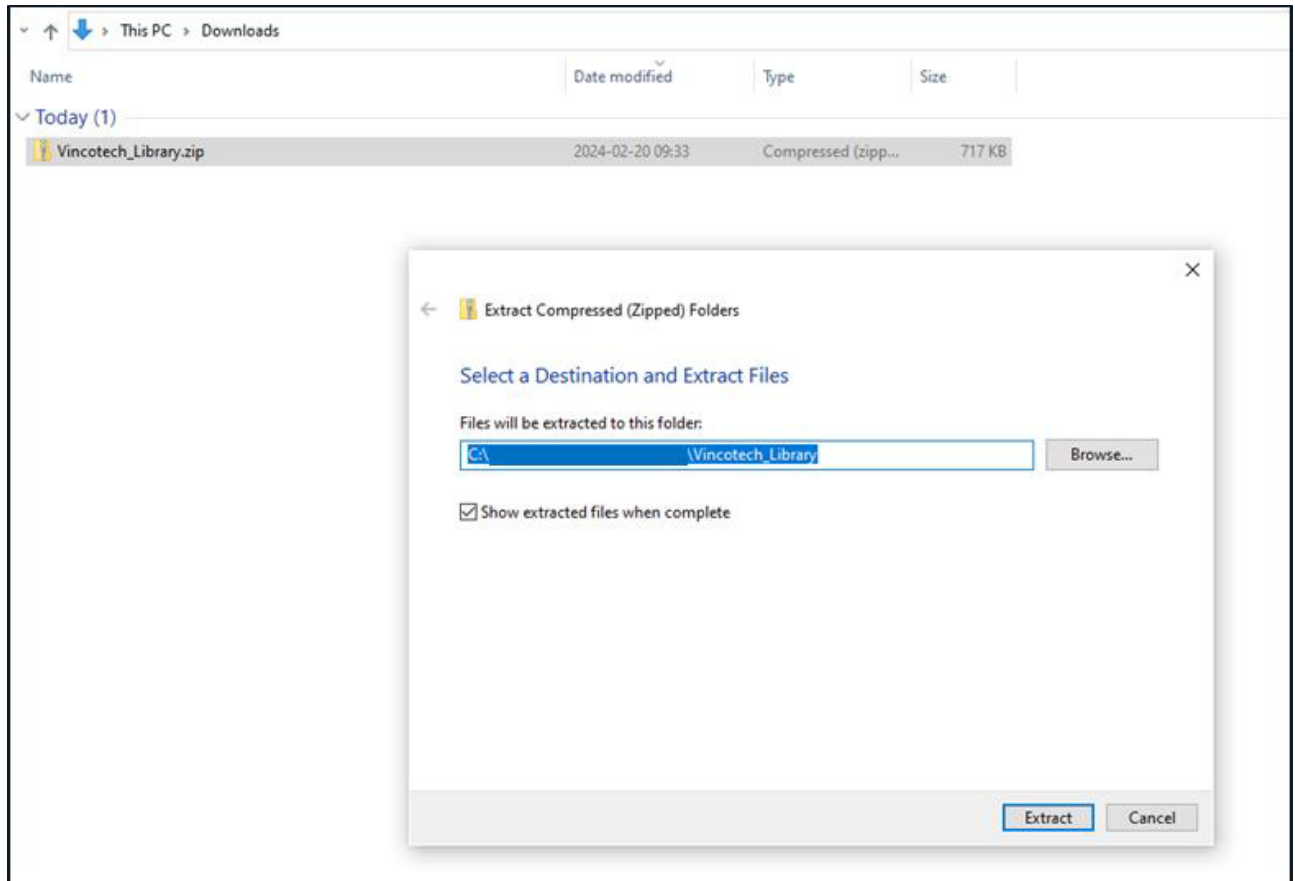 This PC > Downloads
Name Date modified Type Size
Today (1)
Vincotech_Library.zip 2024-02-20 09:33 Compressed (zipp... 717 KB
Extract Compressed (Zipped) Folders
Select a Destination and Extract Files
Files will be extracted to this folder:
C:\ \Vincotech_Library Browse...
Show extracted files when complete
Extract Cancel